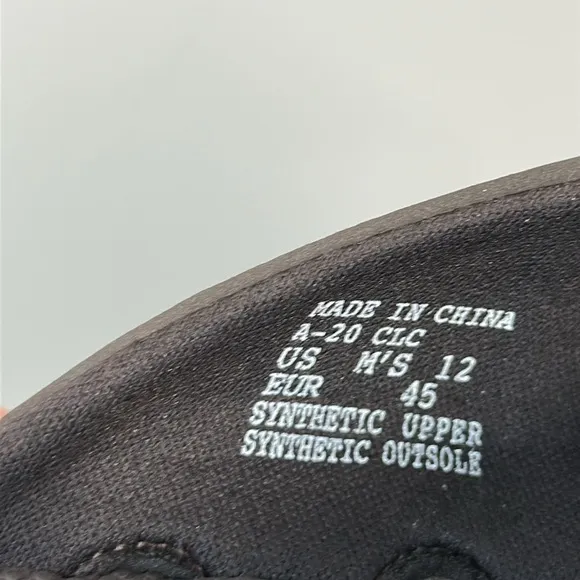 MADE IN CHINA
A-20 CLC
US M'S 12
EUR 45
SYNTHETIC UPPER
SYNTHETIC OUTSOLE